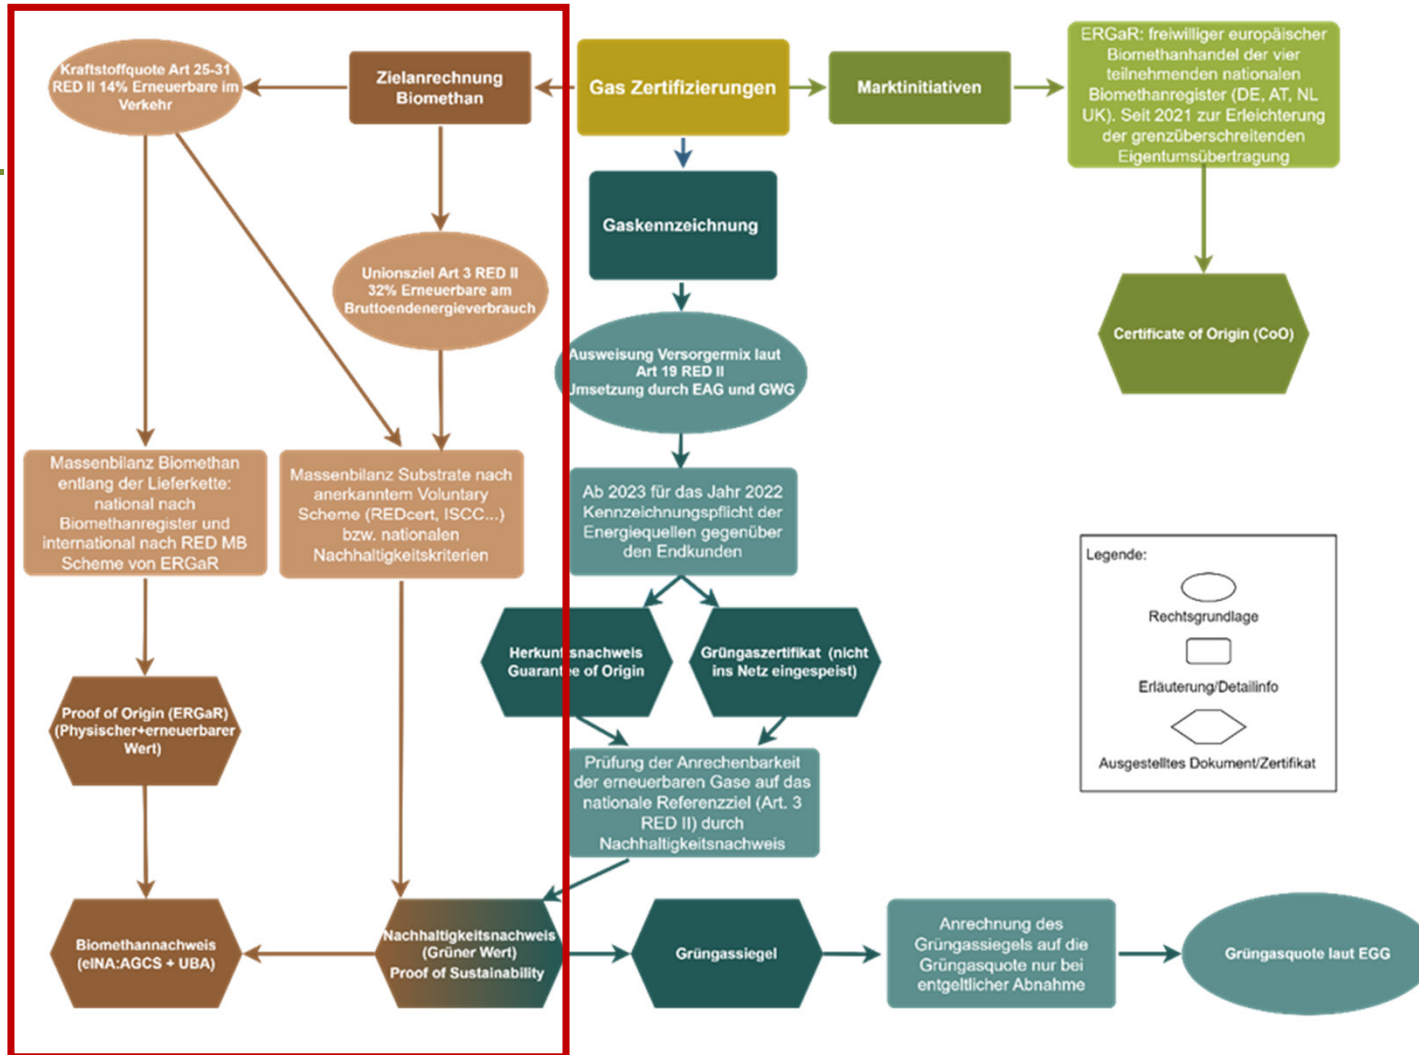 Kraftstoffquote Art 25-31
RED II 14% Erneuerbare im
Verkehr
Zielanrechnung
Biomethan
Gas Zertifizierungen
Marktinitiativen
ERGaR: freiwilliger europäischer
Biomethanhandel der vier
teilnehmenden nationalen
Biomethanregister (DE, AT, NL
UK). Seit 2021 zur Erleichterung
der grenzüberschreitenden
Eigentumsübertragung
Gaskennzeichnung
Unionsziel Art 3 RED II
32% Erneuerbare am
Bruttoendenergieverbrauch
Certificate of Origin (CoO)
Ausweisung Versorgermix laut
Art 19 RED II
Umsetzung durch EAG und GWG
Massenbilanz Biomethan
entlang der Lieferkette:
national nach
Biomethanregister und
international nach RED MB
Scheme von ERGaR
Massenbilanz Substrate nach
anerkanntem Voluntary
Scheme (REDcert, ISCC...)
bzw. nationalen
Nachhaltigkeitskriterien
Ab 2023 für das Jahr 2022
Kennzeichnungspflicht der
Energiequellen gegenüber
den Endkunden
Legende:
Rechtsgrundlage
Erläuterung/Detailinfo
Ausgestelltes Dokument/Zertifikat
Herkunftsnachweis
Guarantee of Origin
Grüngaszertifikat (nicht
ins Netz eingespeist)
Proof of Origin (ERGaR)
(Physischer+erneuerbarer
Wert)
Prüfung der Anrechenbarkeit
der erneuerbaren Gase auf das
nationale Referenzziel (Art. 3
RED II) durch
Nachhaltigkeitsnachweis
Biomethannachweis
(elNA:AGCS + UBA)
Nachhaltigkeitsnachweis
(Grüner Wert)
Proof of Sustainability
Grüngassiegel
Anrechnung des
Grüngassiegels auf die
Grüngasquote nur bei
entgeltlicher Abnahme
Grüngasquote laut EGG